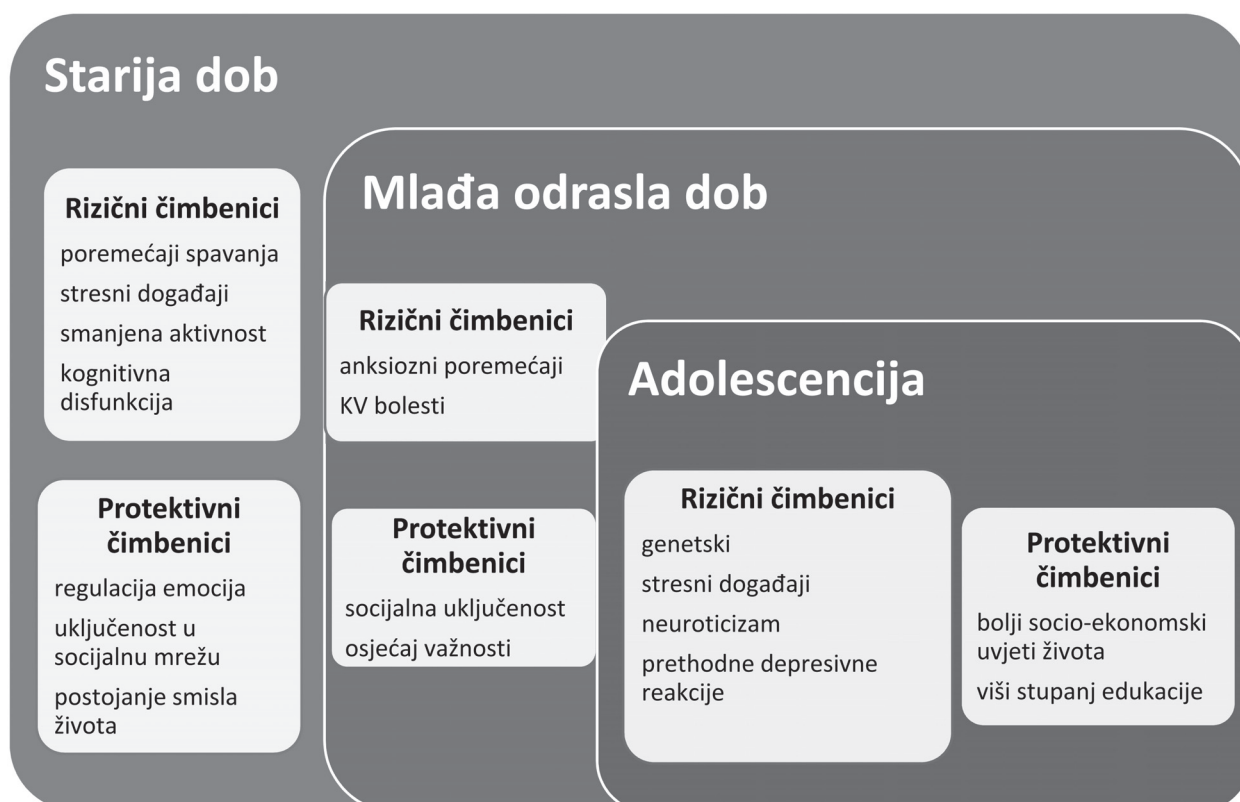 Starija dob
Rizični čimbenici
poremećaji spavanja
stresni događaji
smanjena aktivnost
kognitivna
disfunkcija
Protektivni
čimbenici
regulacija emocija
uključenost u
socijalnu mrežu
postojanje smisla
života
Mlađa odrasla dob
Rizični čimbenici
anksiozni poremećaji
KV bolesti
Protektivni
čimbenici
socijalna uključenost
osjećaj važnosti
Adolescencija
Rizični čimbenici
genetski
stresni događaji
neuroticizam
prethodne depresivne
reakcije
Protektivni
čimbenici
bolji socio-ekonomski
uvjeti života
viši stupanj edukacije